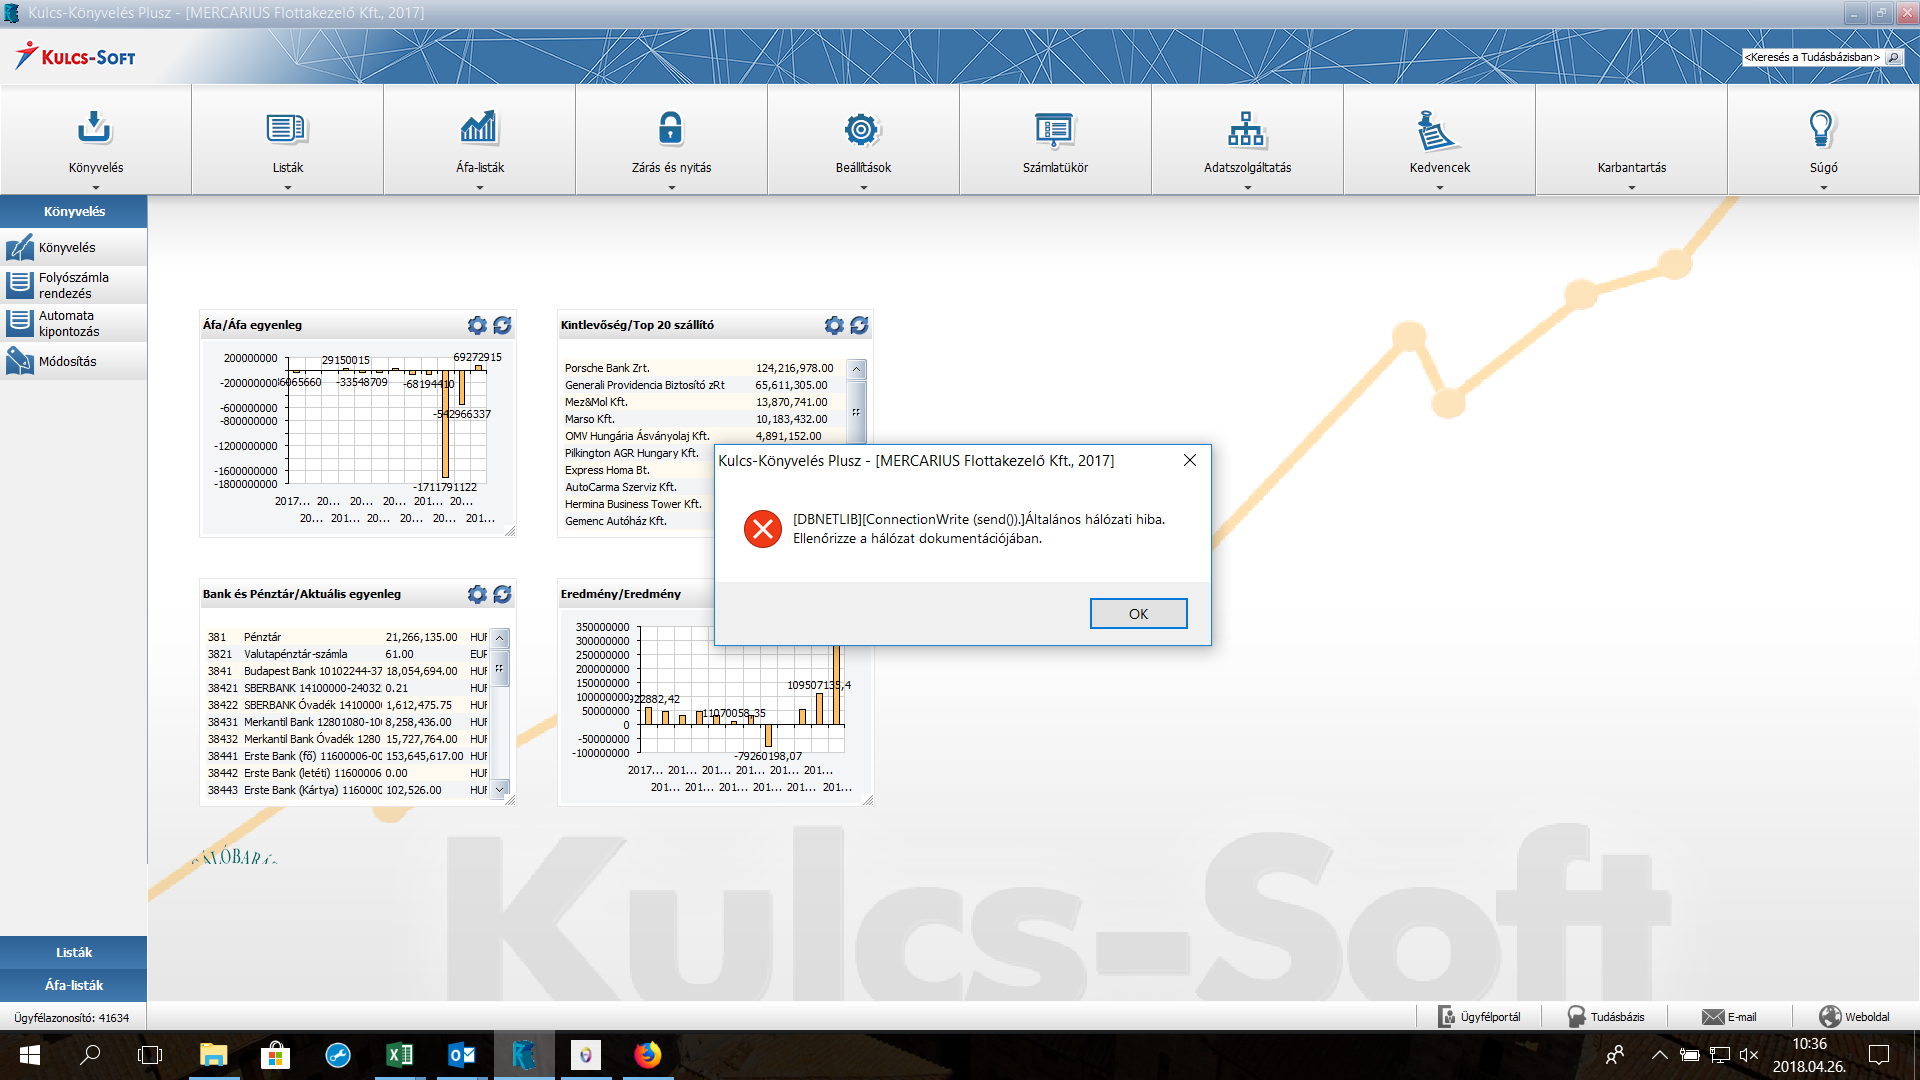 Kulcs-Könyvelés Plusz - [MERCARIUS Flottakezelő Kft., 2017]
KULCS-SOFT
<Keresés a Tudásbázisban>
Könyvelés
Listák
Áfa-listák
Zárás és nyitás
Beállítások
Számlatükör
Adatszolgáltatás
Kedvencek
Karbantartás
Súgó
Könyvelés
Könyvelés
Folyószámla
rendezés
Automata
kipontozás
Módosítás
Áfa/Áfa egyenleg
200000000
-200000000
-600000000
-800000000
-1200000000
-1600000000
-1800000000
29150015
69272915
-33548709
-68194410
-542966337
-1711791122
2017... 20... 20... 20... 201... 20...
20... 201... 20... 20... 20... 201...
Kintlevőség/Top 20 szállító
Porsche Bank Zrt. 124,216,978.00
Generali Providencia Biztosító zRt 65,611,305.00
Mez&Mol Kft. 13,870,741.00
Marso Kft. 10,183,432.00
OMV Hungária Ásványolaj Kft. 4,891,152.00
Pilkington AGR Hungary Kft.
Express Homa Bt.
AutoCarma Szerviz Kft.
Hermina Business Tower Kft.
Gemenc Autóház Kft.
Kulcs-Könyvelés Plusz - [MERCARIUS Flottakezelő Kft., 2017]
[DBNETLIB][ConnectionWrite (send()).]Általános hálózati hiba.
Ellenőrizze a hálózat dokumentációjában.
OK
Bank és Pénztár/Aktuális egyenleg
381 Pénztár 21,266,135.00 HUF
3821 Valutapénztár-számla 61.00 EUR
3841 Budapest Bank 10102244-37 18,054,694.00 HUF
38421 SBERBANK 14100000-2403 0.21 HUF
38422 SBERBANK Óvadék 141000 1,612,475.75 HUF
38431 Merkantil Bank 12801080-10 8,258,436.00 HUF
38432 Merkantil Bank Óvadék 1280 15,727,764.00 HUF
38441 Erste Bank (fő) 11600006-00 153,645,617.00 HUF
38442 Erste Bank (letéti) 11600006 0.00 HUF
38443 Erste Bank (Kártya) 116000 102,526.00 HUF
Eredmény/Eredmény
350000000
300000000
250000000
200000000
150000000
100000000
50000000
0
-50000000
-100000000
922882,42
11070058,35
109507135,4
-79260198,07
2017... 201... 201... 201... 201... 201...
201... 201... 201... 201... 201... 201...
Kulcs-Soft
Listák
Áfa-listák
Ügyfélazonosító: 41634
Ügyfélportál
Tudásbázis
E-mail
Weboldal
10:36
2018.04.26.